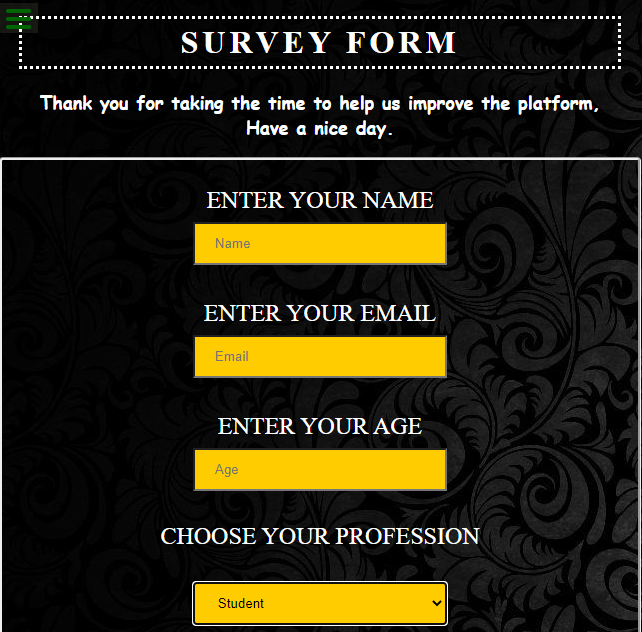 SURVEY FORM
Thank you for taking the time to help us improve the platform,
Have a nice day.
ENTER YOUR NAME
Name
ENTER YOUR EMAIL
Email
ENTER YOUR AGE
Age
CHOOSE YOUR PROFESSION
Student